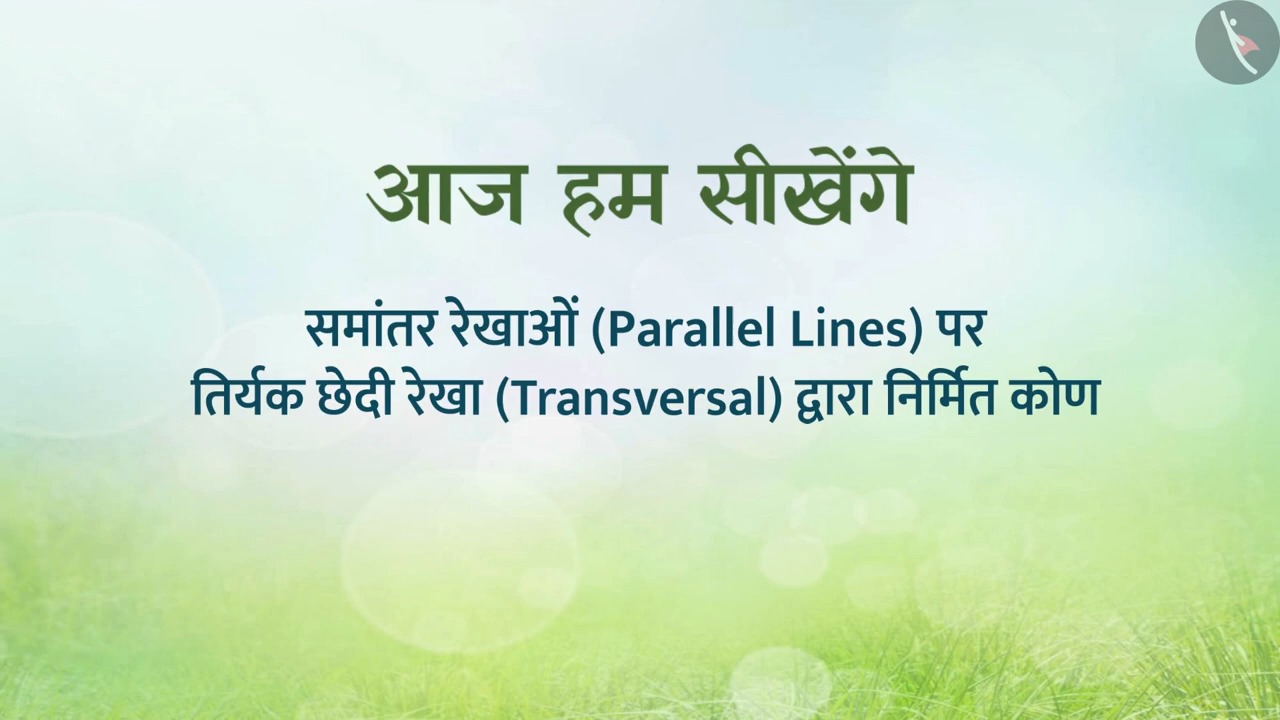 आज हम सीखेंगे
समांतर रेखाओं (Parallel Lines) पर
तिर्यक छेदी रेखा (Transversal) द्वारा निर्मित कोण